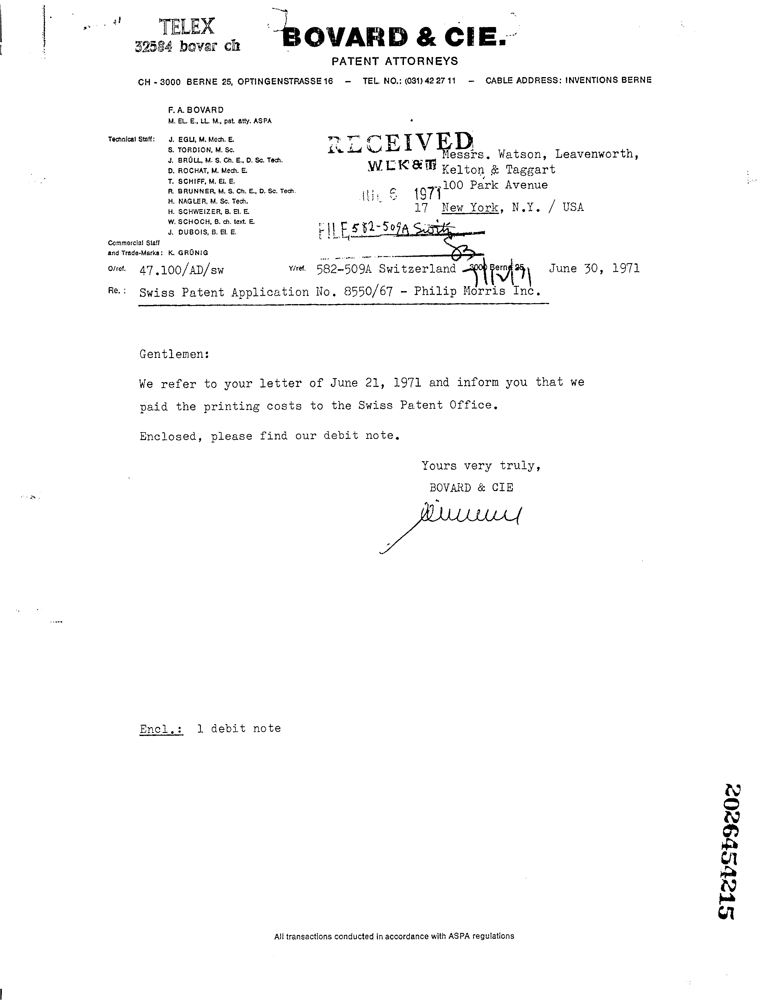 TELEX
32584 bovar ch
BOVARD & CIE.
PATENT ATTORNEYS
CH - 3000 BERNE 25, OPTINGENSTRASSE 16 – TEL. NO.: (031) 42 27 11 – CABLE ADDRESS: INVENTIONS BERNE
F. A. BOVARD
M. EL. E., LL. M., pat. atty. ASPA
Technical Staff: J. EGLI, M. Mech. E.
S. TORDION, M. Sc.
J. BRÜLL, M. S. Ch. E., D. Sc. Tech.
D. ROCHAT, M. Mech. E.
T. SCHIFF, M. El. E.
R. BRUNNER, M. S. Ch. E., D. Sc. Tech.
H. NAGLER, M. Sc. Tech.
H. SCHWEIZER, B. El. E.
W. SCHOCH, B. ch. text. E.
J. DUBOIS, B. El. E.
Commercial Staff
and Trade-Marks: K. GRÜNIG
RECEIVED
WLK&T
6 1971
FILE 582-509A Switz
Messrs. Watson, Leavenworth,
Kelton & Taggart
100 Park Avenue
17 New York, N.Y. / USA
O/ref. 47.100/AD/sw Y/ref. 582-509A Switzerland 3000 Berne 25, June 30, 1971
Re.: Swiss Patent Application No. 8550/67 - Philip Morris Inc.
Gentlemen:
We refer to your letter of June 21, 1971 and inform you that we
paid the printing costs to the Swiss Patent Office.
Enclosed, please find our debit note.
Yours very truly,
BOVARD & CIE
Encl.: 1 debit note
2026454215
All transactions conducted in accordance with ASPA regulations